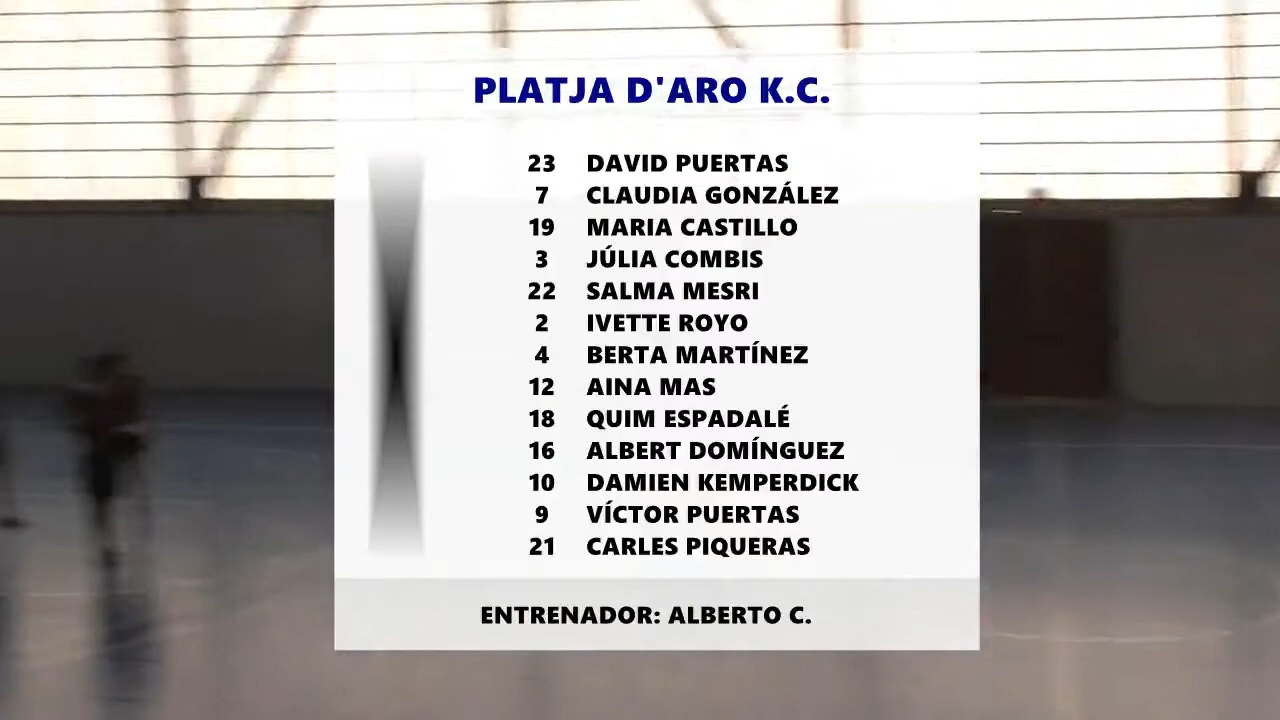 PLATJA D'ARO K.C.
23 DAVID PUERTAS
7 CLAUDIA GONZÁLEZ
19 MARIA CASTILLO
3 JÚLIA COMBIS
22 SALMA MESRI
2 IVETTE ROYO
4 BERTA MARTÍNEZ
12 AINA MAS
18 QUIM ESPADALÉ
16 ALBERT DOMÍNGUEZ
10 DAMIEN KEMPERDICK
9 VÍCTOR PUERTAS
21 CARLES PIQUERAS
ENTRENADOR: ALBERTO C.